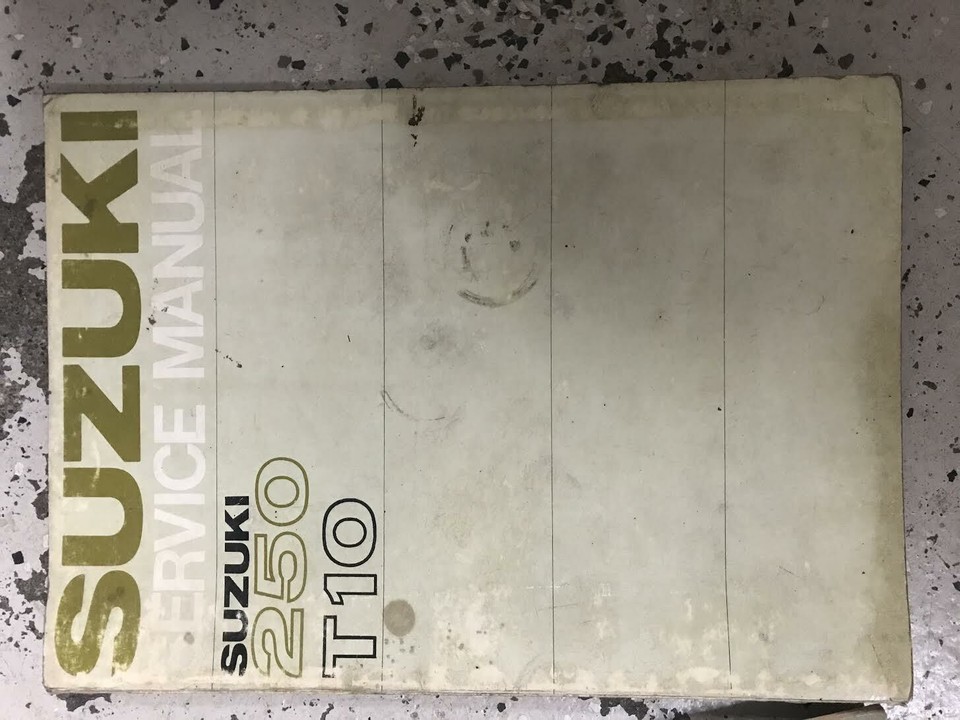 SUZUKI
SERVICE MANUAL
SUZUKI
250
T10